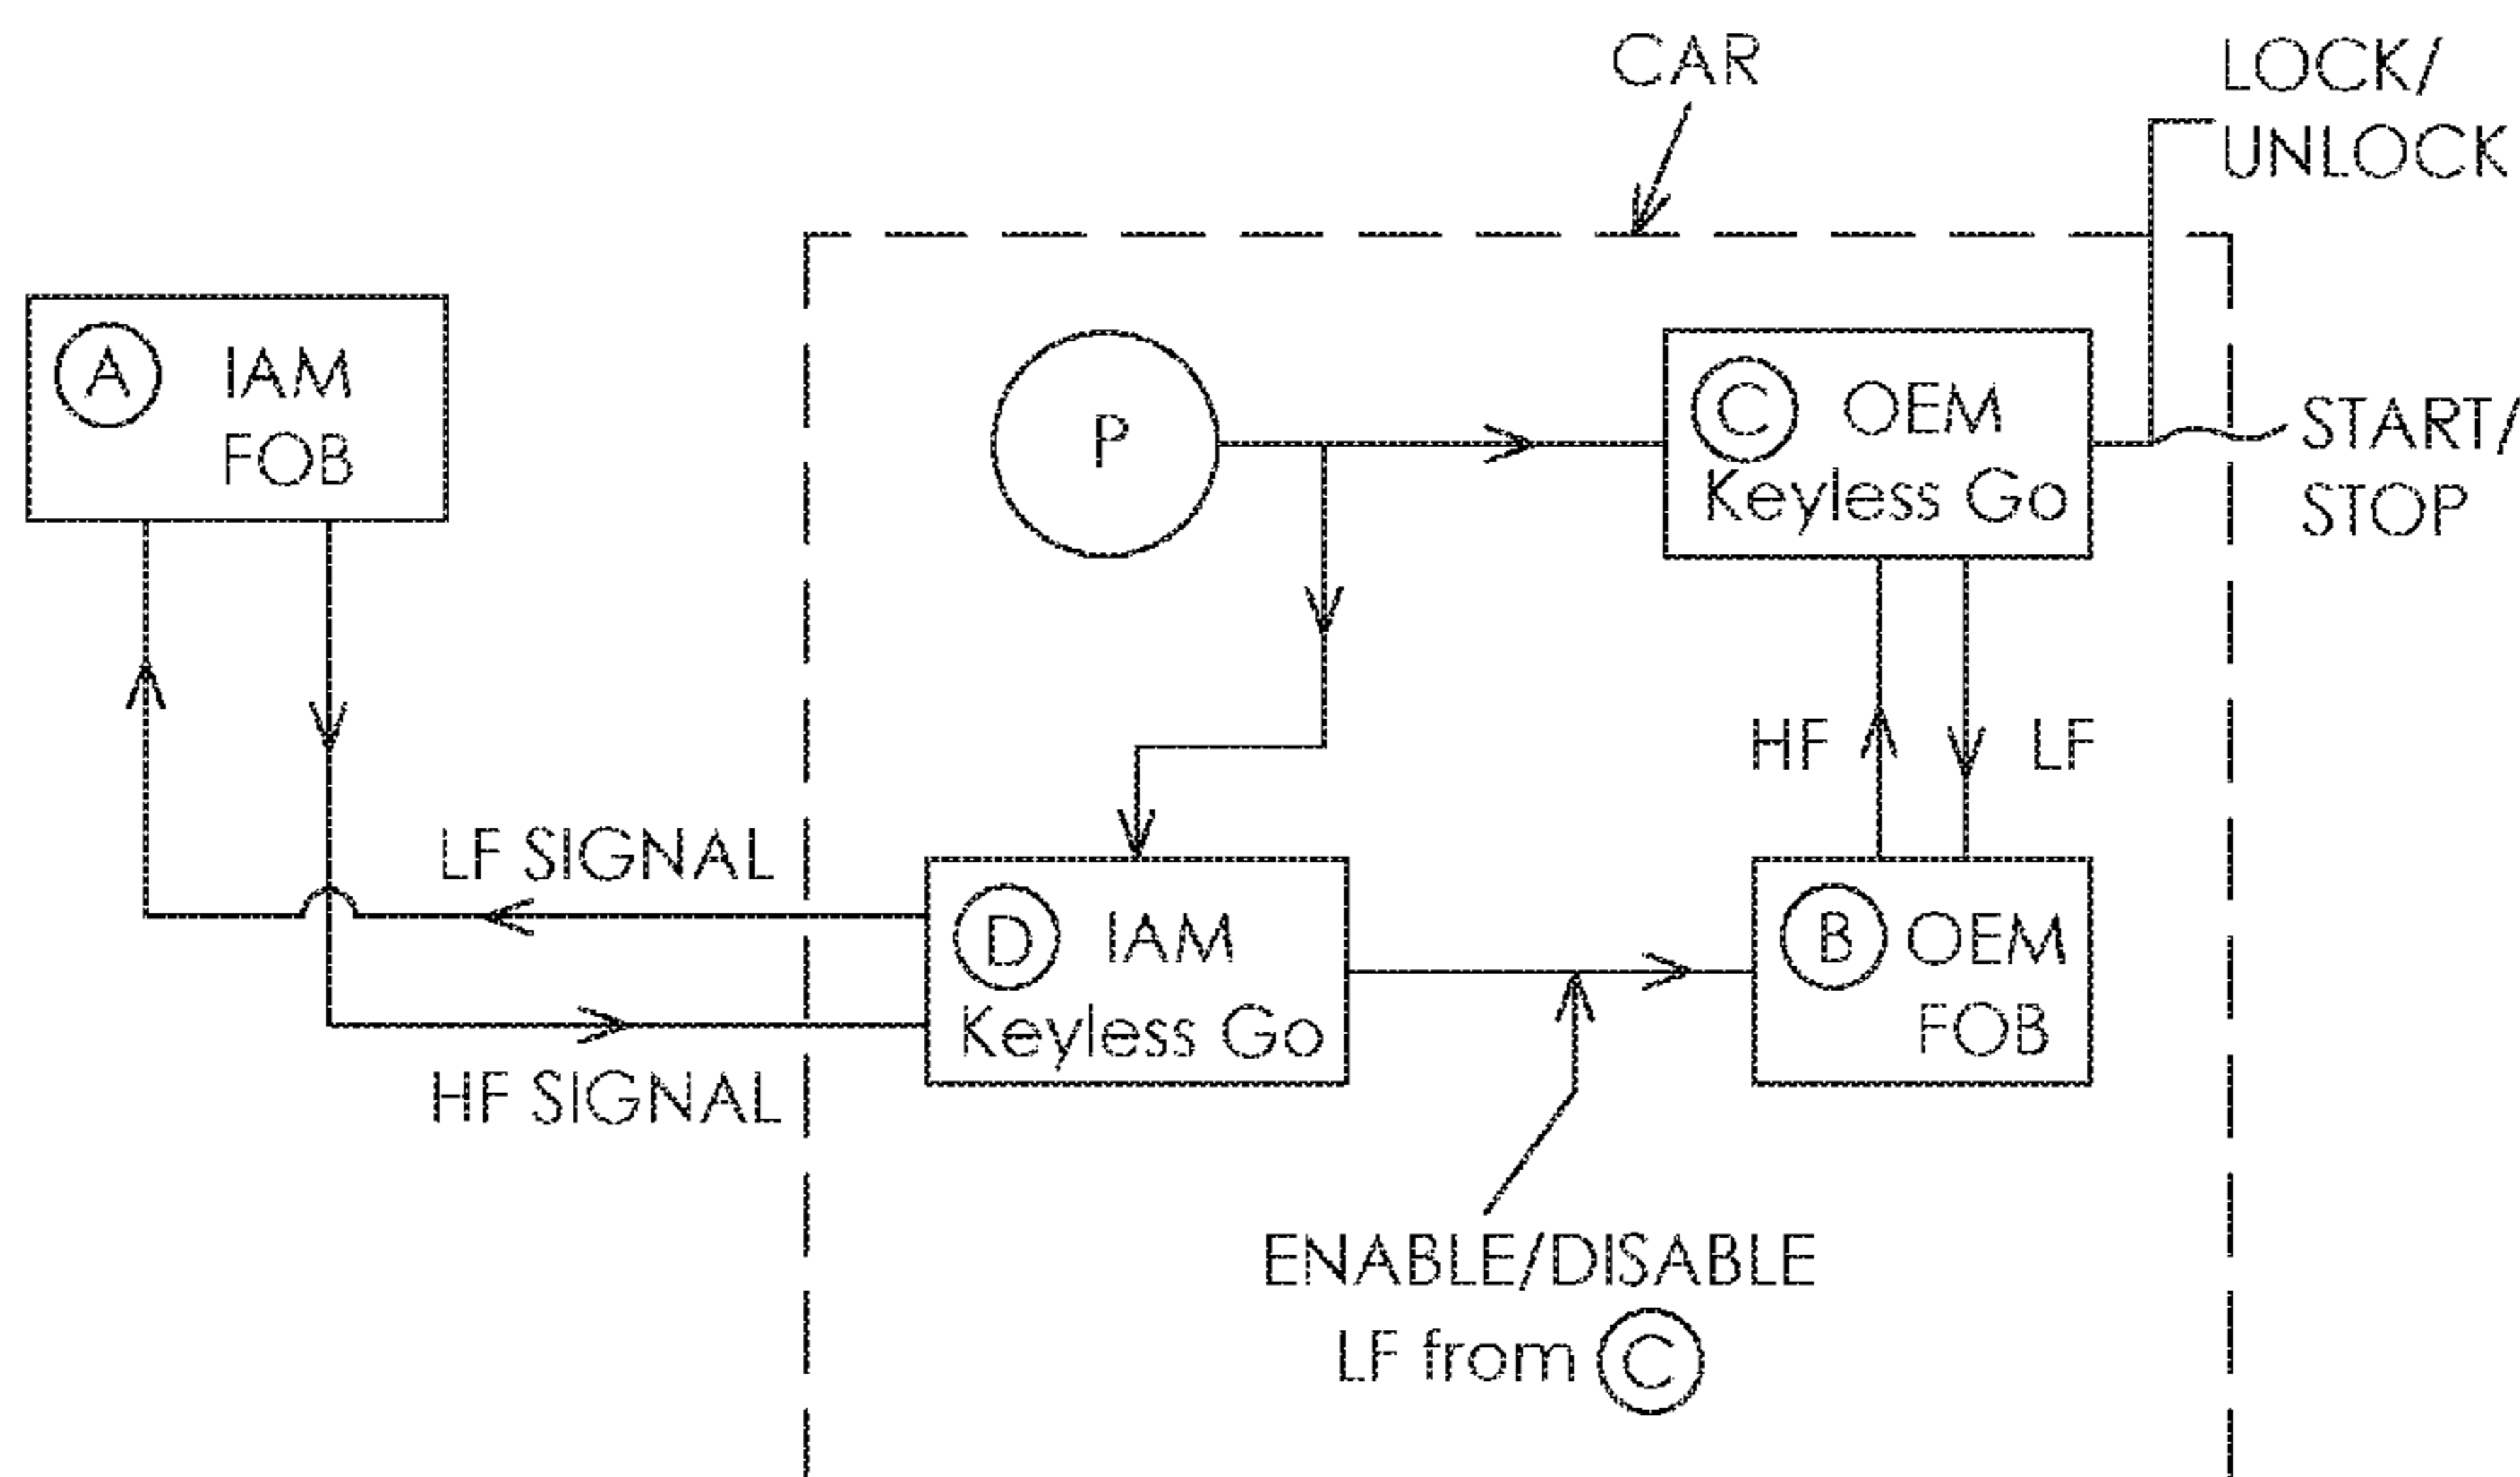 CAR
LOCK/
UNLOCK
A IAM
FOB
P
C OEM
Keyless Go
START/
STOP
HF
LF
LF SIGNAL
D IAM
Keyless Go
B OEM
FOB
HF SIGNAL
ENABLE/DISABLE
LF from C